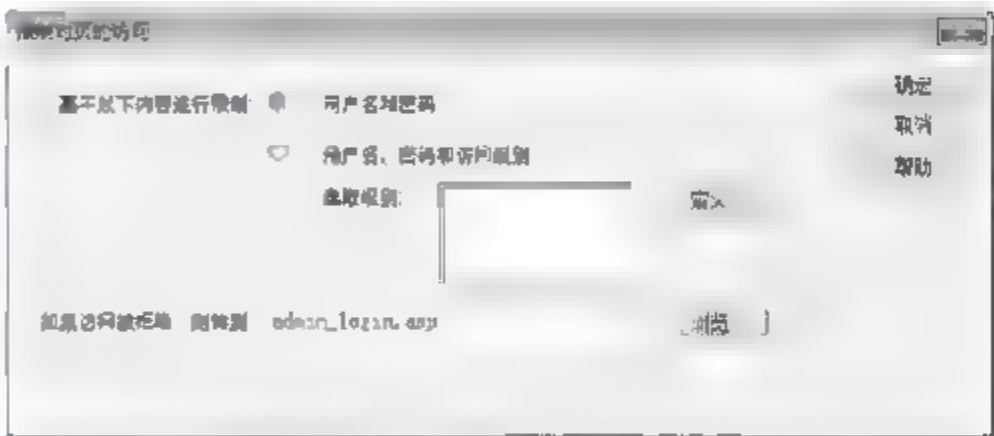 限制对页的访问
基于以下内容进行限制: 用户名和密码 确定
取消
用户名、密码和访问级别 帮助
选取级别: 定义
如果访问被拒绝 则转到 admin_login.asp 浏览